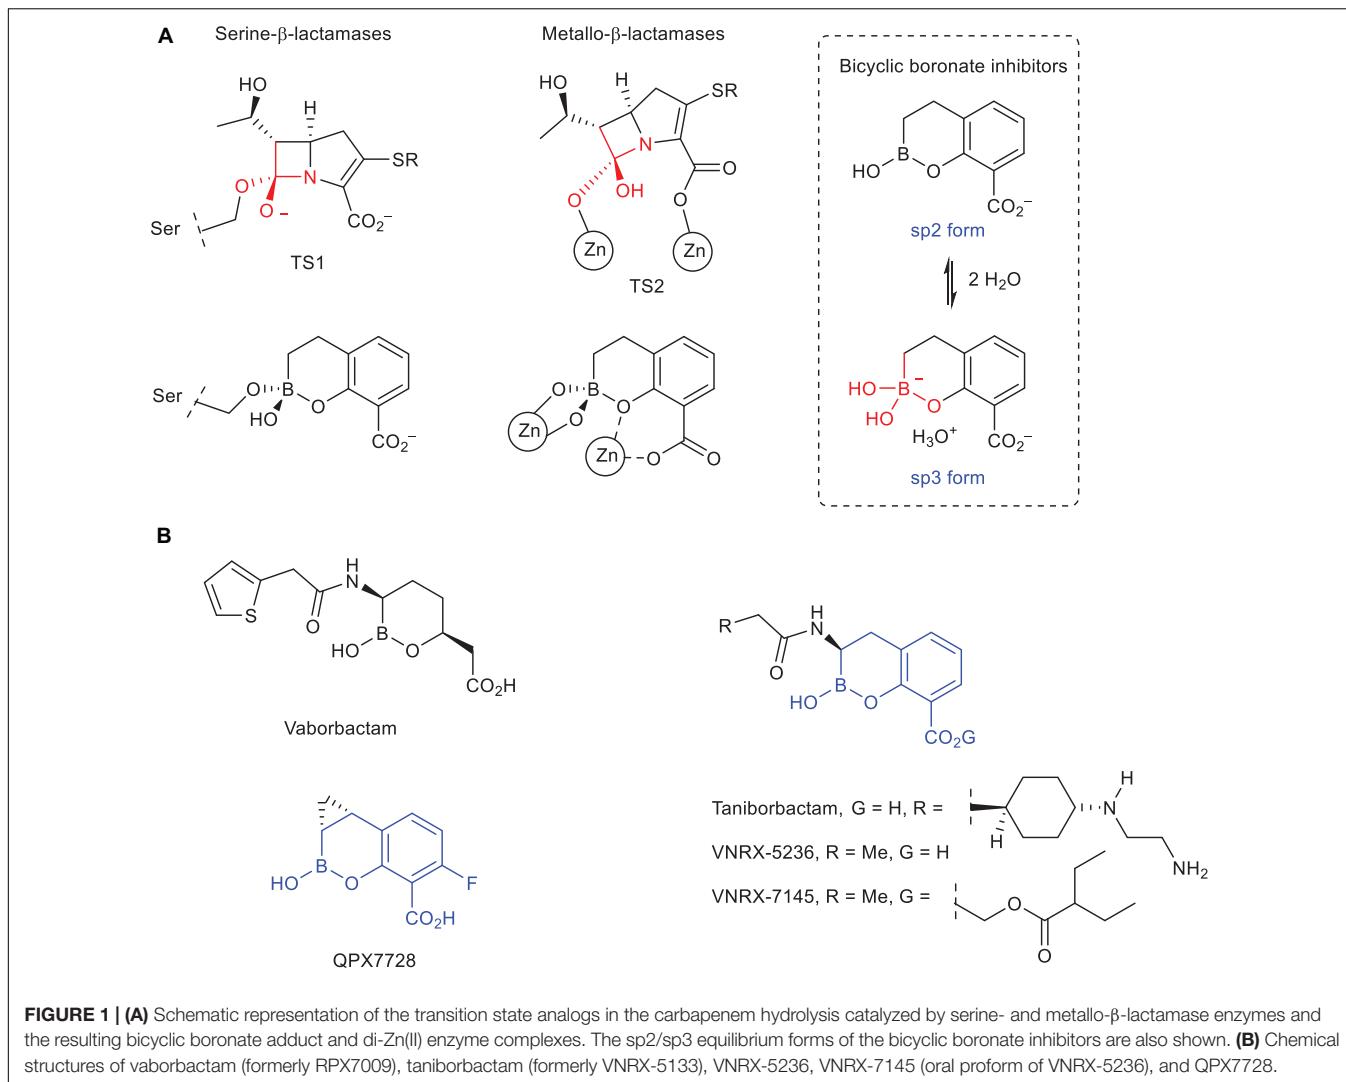 A
Serine-β-lactamases
HO
H
SR
N
O
O−
CO2−
Ser
TS1
Metallo-β-lactamases
HO
H
SR
N
O
OH
O
O
Zn
Zn
TS2
Bicyclic boronate inhibitors
B
HO
O
CO2−
sp2 form
2 H2O
HO
B−
HO
O
H3O+
CO2−
sp3 form
Ser
O
B
HO
O
CO2−
O
B
O
O
Zn
Zn
O
O
B
H
N
S
O
B
HO
O
CO2H
Vaborbactam
H
R
N
O
B
HO
O
CO2G
B
HO
O
F
CO2H
QPX7728
Taniborbactam, G = H, R =
H
H
N
NH2
VNRX-5236, R = Me, G = H
VNRX-7145, R = Me, G =
O
O
FIGURE 1 | (A) Schematic representation of the transition state analogs in the carbapenem hydrolysis catalyzed by serine- and metallo-β-lactamase enzymes and
the resulting bicyclic boronate adduct and di-Zn(II) enzyme complexes. The sp2/sp3 equilibrium forms of the bicyclic boronate inhibitors are also shown. (B) Chemical
structures of vaborbactam (formerly RPX7009), taniborbactam (formerly VNRX-5133), VNRX-5236, VNRX-7145 (oral proform of VNRX-5236), and QPX7728.